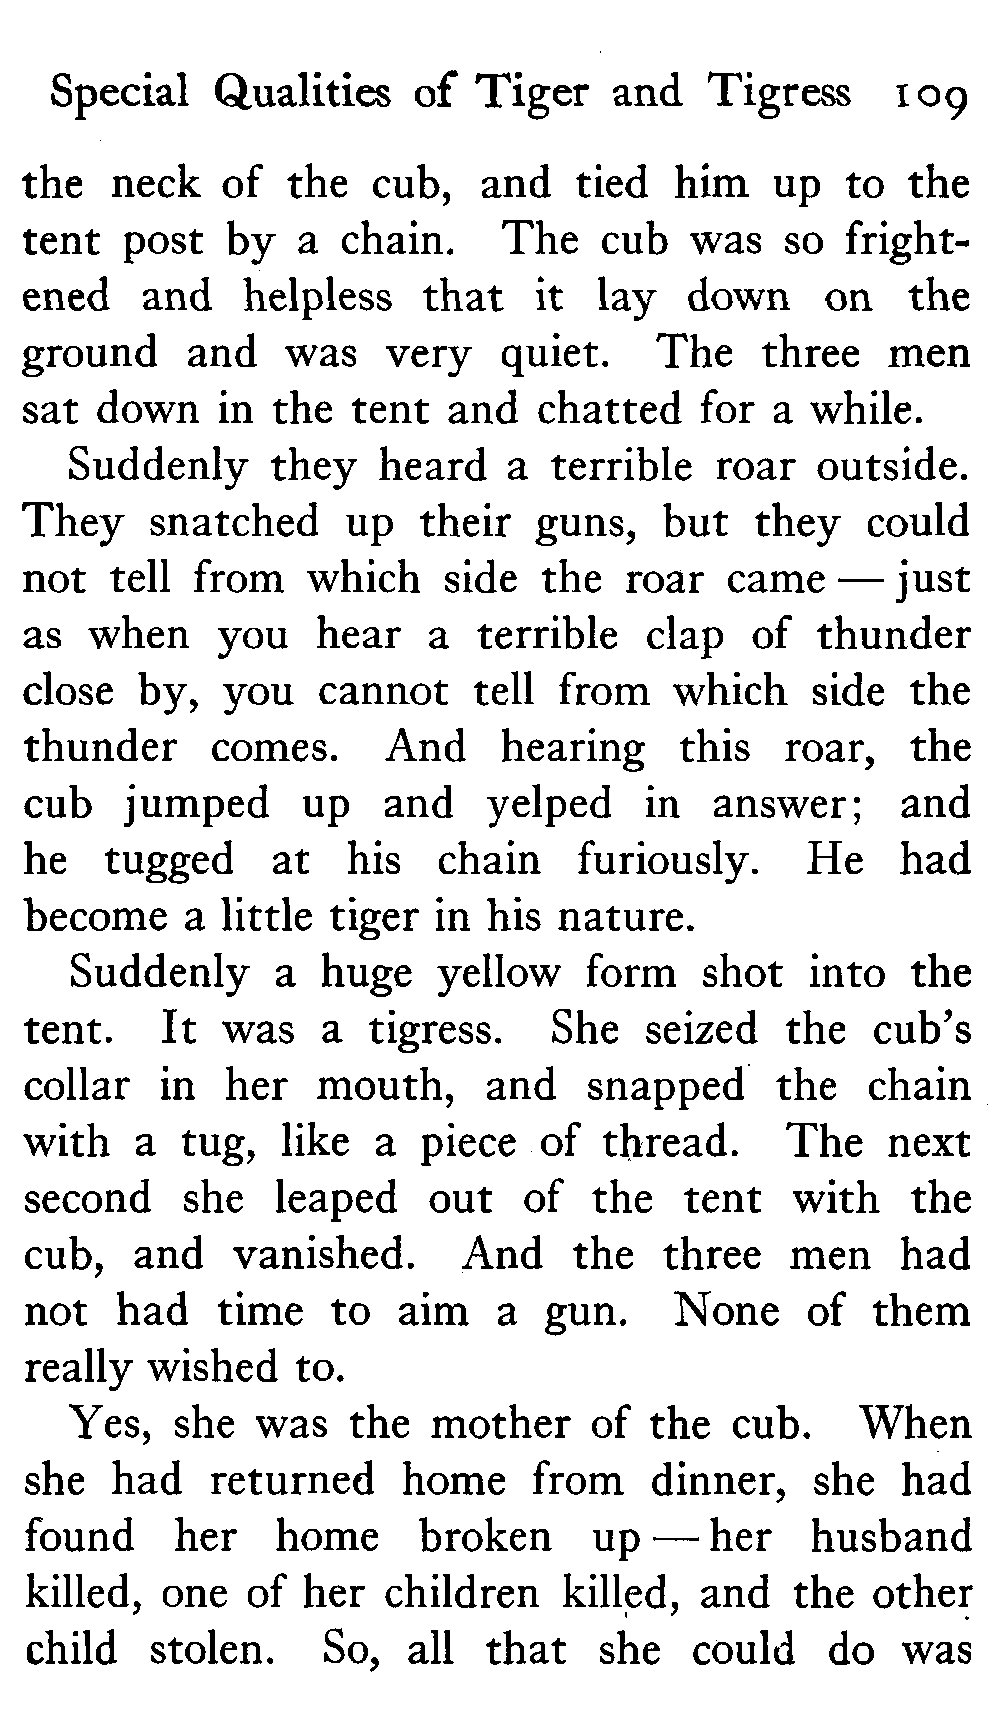 Special Qualities of Tiger and Tigress 109
the neck of the cub, and tied him up to the
tent post by a chain. The cub was so fright-
ened and helpless that it lay down on the
ground and was very quiet. The three men
sat down in the tent and chatted for a while.
Suddenly they heard a terrible roar outside.
They snatched up their guns, but they could
not tell from which side the roar came — just
as when you hear a terrible clap of thunder
close by, you cannot tell from which side the
thunder comes. And hearing this roar, the
cub jumped up and yelped in answer; and
he tugged at his chain furiously. He had
become a little tiger in his nature.
Suddenly a huge yellow form shot into the
tent. It was a tigress. She seized the cub's
collar in her mouth, and snapped the chain
with a tug, like a piece of thread. The next
second she leaped out of the tent with the
cub, and vanished. And the three men had
not had time to aim a gun. None of them
really wished to.
Yes, she was the mother of the cub. When
she had returned home from dinner, she had
found her home broken up — her husband
killed, one of her children killed, and the other
child stolen. So, all that she could do was